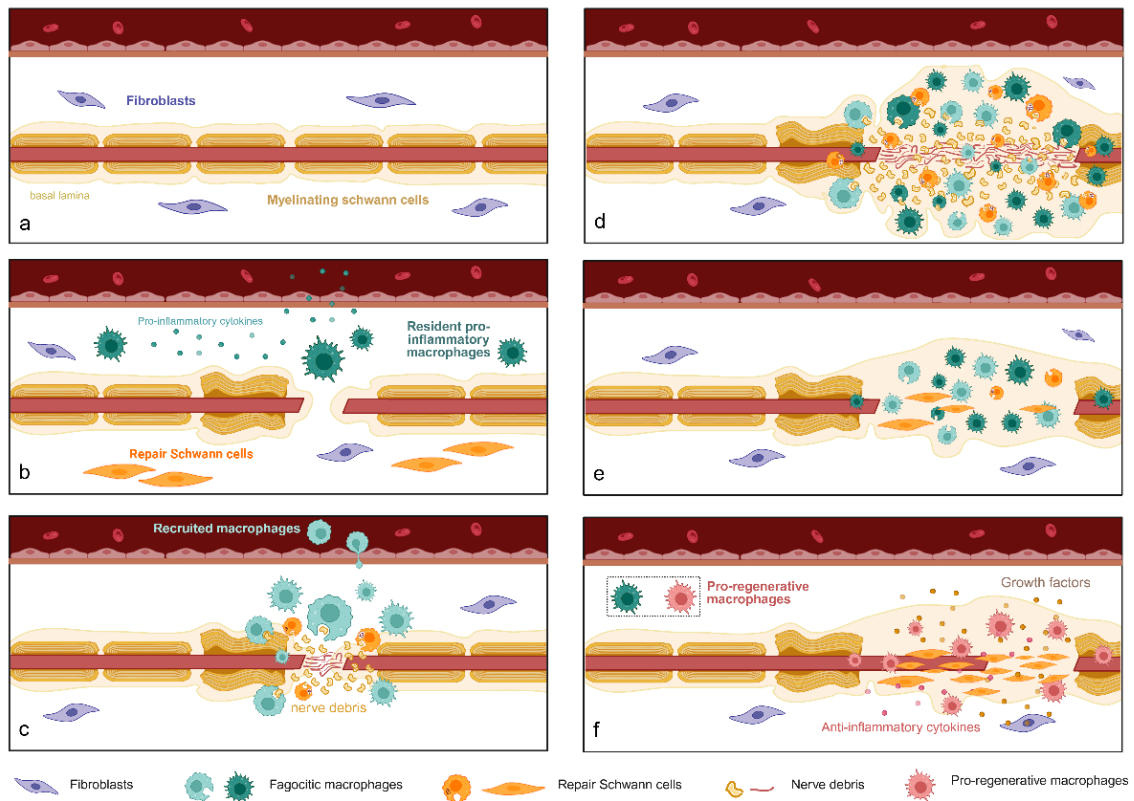 Fibroblasts
basal lamina
Myelinating schwann cells
a
Pro-inflammatory cytokines
Resident pro-
inflammatory
macrophages
Repair Schwann cells
b
Recruited macrophages
nerve debris
c
d
e
Pro-regenerative
macrophages
Growth factors
Anti-inflammatory cytokines
f
Fibroblasts
Fagocitic macrophages
Repair Schwann cells
Nerve debris
Pro-regenerative macrophages